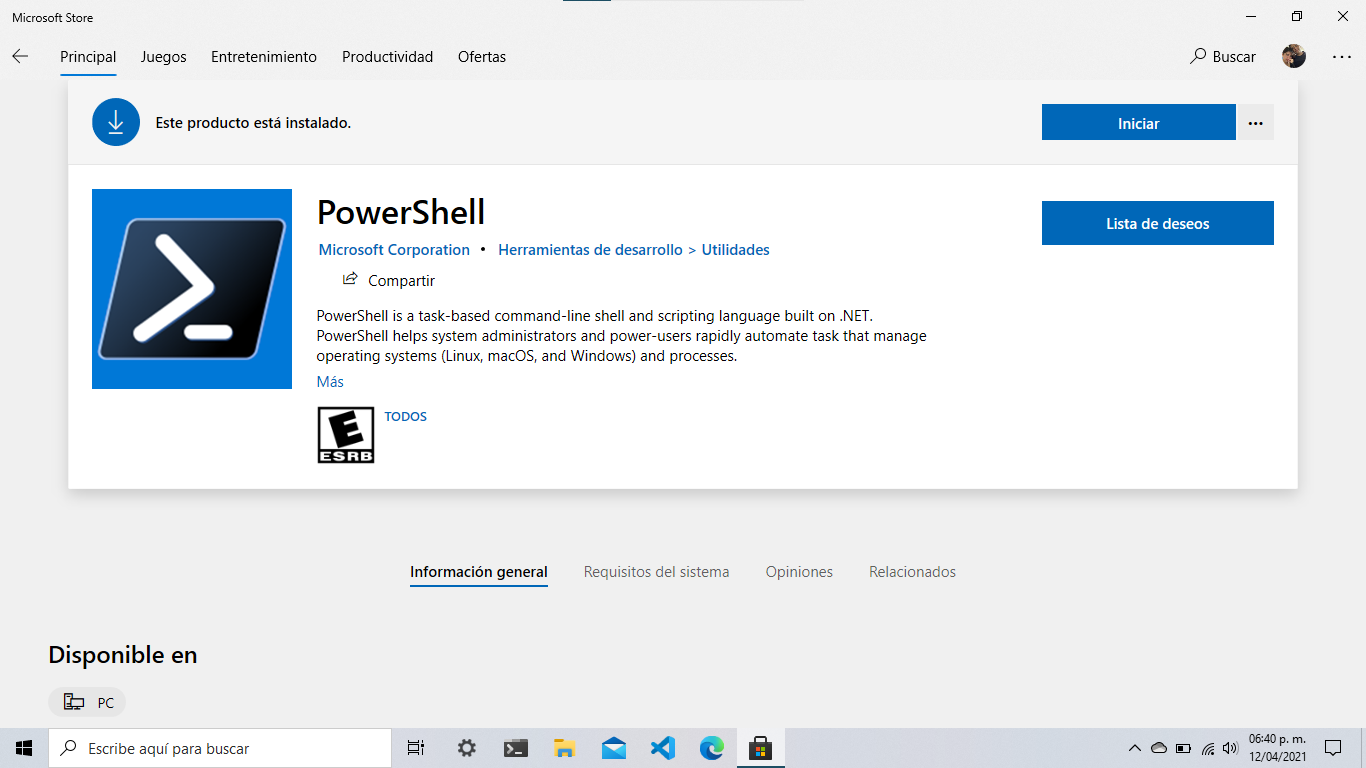 Microsoft Store
Principal
Juegos
Entretenimiento
Productividad
Ofertas
Buscar
Este producto está instalado.
Iniciar
PowerShell
Lista de deseos
Microsoft Corporation • Herramientas de desarrollo > Utilidades
Compartir
PowerShell is a task-based command-line shell and scripting language built on .NET.
PowerShell helps system administrators and power-users rapidly automate task that manage
operating systems (Linux, macOS, and Windows) and processes.
Más
E
ESRB
TODOS
Información general
Requisitos del sistema
Opiniones
Relacionados
Disponible en
PC
Escribe aquí para buscar
06:40 p. m.
12/04/2021